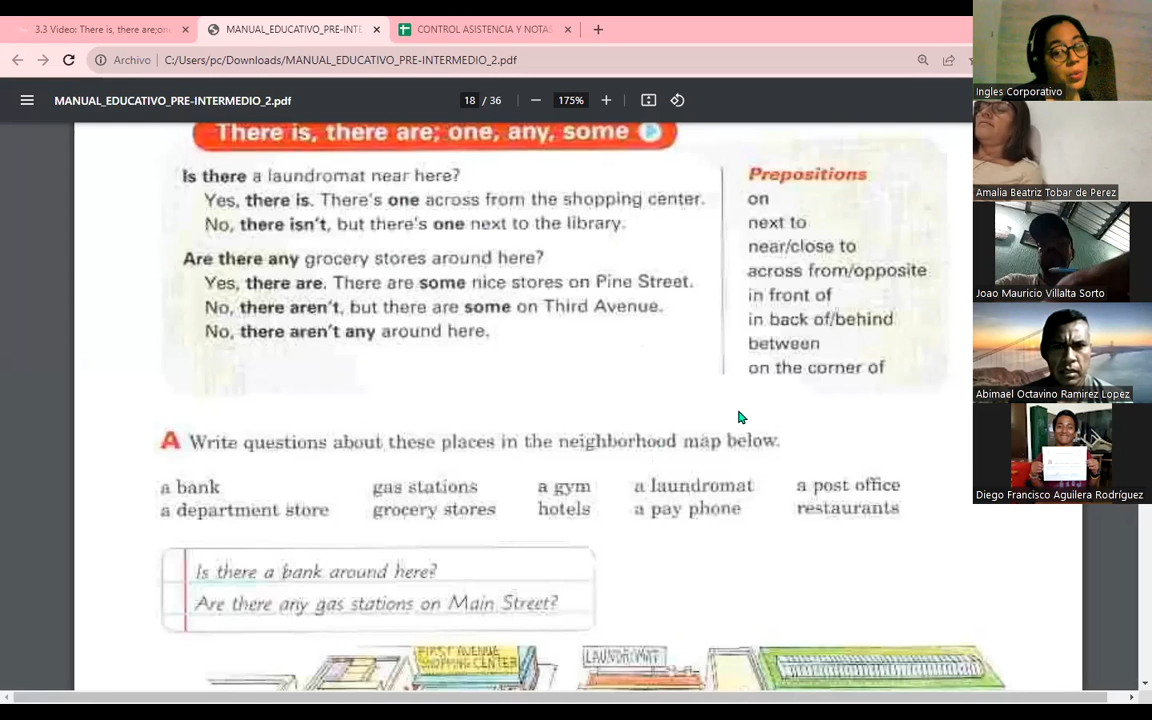 3.3 Video: There is, there are;one
MANUAL_EDUCATIVO_PRE-INTE
CONTROL ASISTENCIA Y NOTAS
Archivo
C:/Users/pc/Downloads/MANUAL_EDUCATIVO_PRE-INTERMEDIO_2.pdf
MANUAL_EDUCATIVO_PRE-INTERMEDIO_2.pdf
18 / 36
175%
There is, there are; one, any, some
Is there a laundromat near here?
Yes, there is. There's one across from the shopping center.
No, there isn't, but there's one next to the library.
Are there any grocery stores around here?
Yes, there are. There are some nice stores on Pine Street.
No, there aren't, but there are some on Third Avenue.
No, there aren't any around here.
Prepositions
on
next to
near/close to
across from/opposite
in front of
in back of/behind
between
on the corner of
A Write questions about these places in the neighborhood map below.
a bank gas stations a gym a laundromat a post office
a department store grocery stores hotels a pay phone restaurants
Is there a bank around here?
Are there any gas stations on Main Street?
FIRST AVENUE
SHOPPING CENTER
LAUNDROMAT
Ingles Corporativo
Amalia Beatriz Tobar de Perez
Joao Mauricio Villalta Sorto
Abimael Octavino Ramirez Lopez
Diego Francisco Aguilera Rodríguez